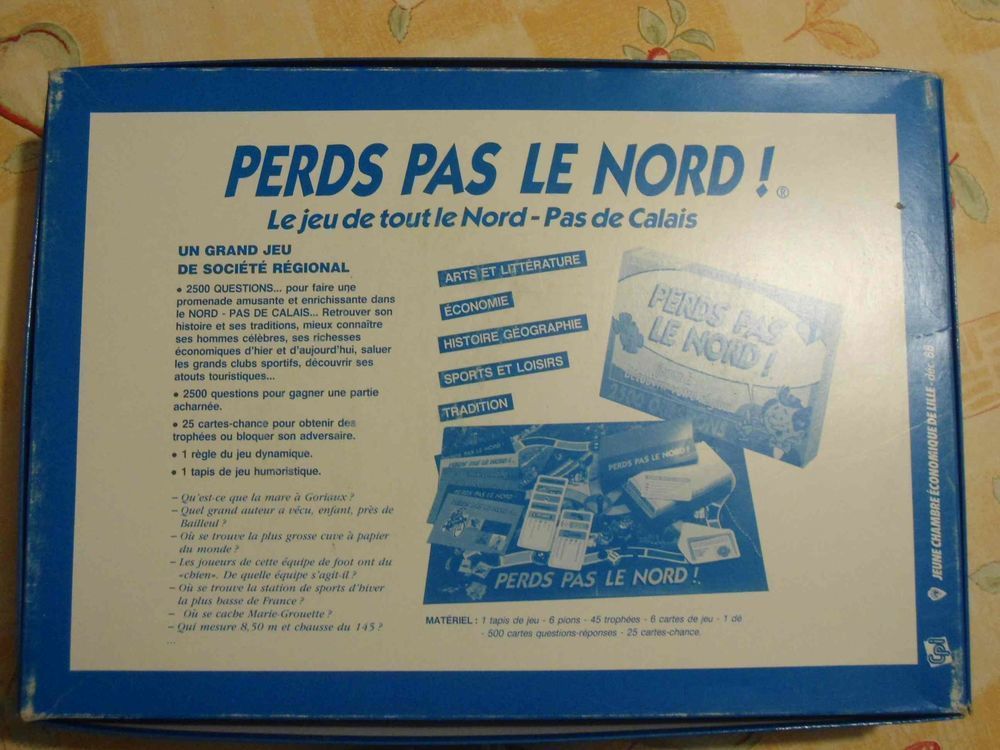 PERDS PAS LE NORD !®
Le jeu de tout le Nord - Pas de Calais
UN GRAND JEU
DE SOCIÉTÉ RÉGIONAL
• 2500 QUESTIONS... pour faire une
promenade amusante et enrichissante dans
le NORD - PAS DE CALAIS... Retrouver son
histoire et ses traditions, mieux connaître
ses hommes célèbres, ses richesses
économiques d'hier et d'aujourd'hui, saluer
les grands clubs sportifs, découvrir ses
atouts touristiques...
• 2500 questions pour gagner une partie
acharnée.
• 25 cartes-chance pour obtenir des
trophées ou bloquer son adversaire.
• 1 règle du jeu dynamique.
• 1 tapis de jeu humoristique.
– Qu'est-ce que la mare à Goriaux ?
– Quel grand auteur a vécu, enfant, près de
Bailleul ?
– Où se trouve la plus grosse cuve à papier
du monde ?
– Les joueurs de cette équipe de foot ont du
«chien». De quelle équipe s'agit-il ?
– Où se trouve la station de sports d'hiver
la plus basse de France ?
– Où se cache Marie-Grouette ?
– Qui mesure 8,50 m et chausse du 145 ?
...
ARTS ET LITTÉRATURE
ÉCONOMIE
HISTOIRE GÉOGRAPHIE
SPORTS ET LOISIRS
TRADITION
PERDS PAS
LE NORD !
PERDS PAS LE NORD !
PERDS PAS LE NORD !
PERDS PAS LE NORD !
PERDS PAS LE NORD !
MATÉRIEL : 1 tapis de jeu - 6 pions - 45 trophées - 6 cartes de jeu - 1 dé
- 500 cartes questions-réponses - 25 cartes-chance.
JEUNE CHAMBRE ÉCONOMIQUE DE LILLE - déc. 88